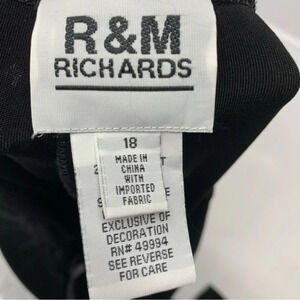 R&M
RICHARDS
18
MADE IN
CHINA
WITH
IMPORTED
FABRIC
EXCLUSIVE OF
DECORATION
RN# 49994
SEE REVERSE
FOR CARE